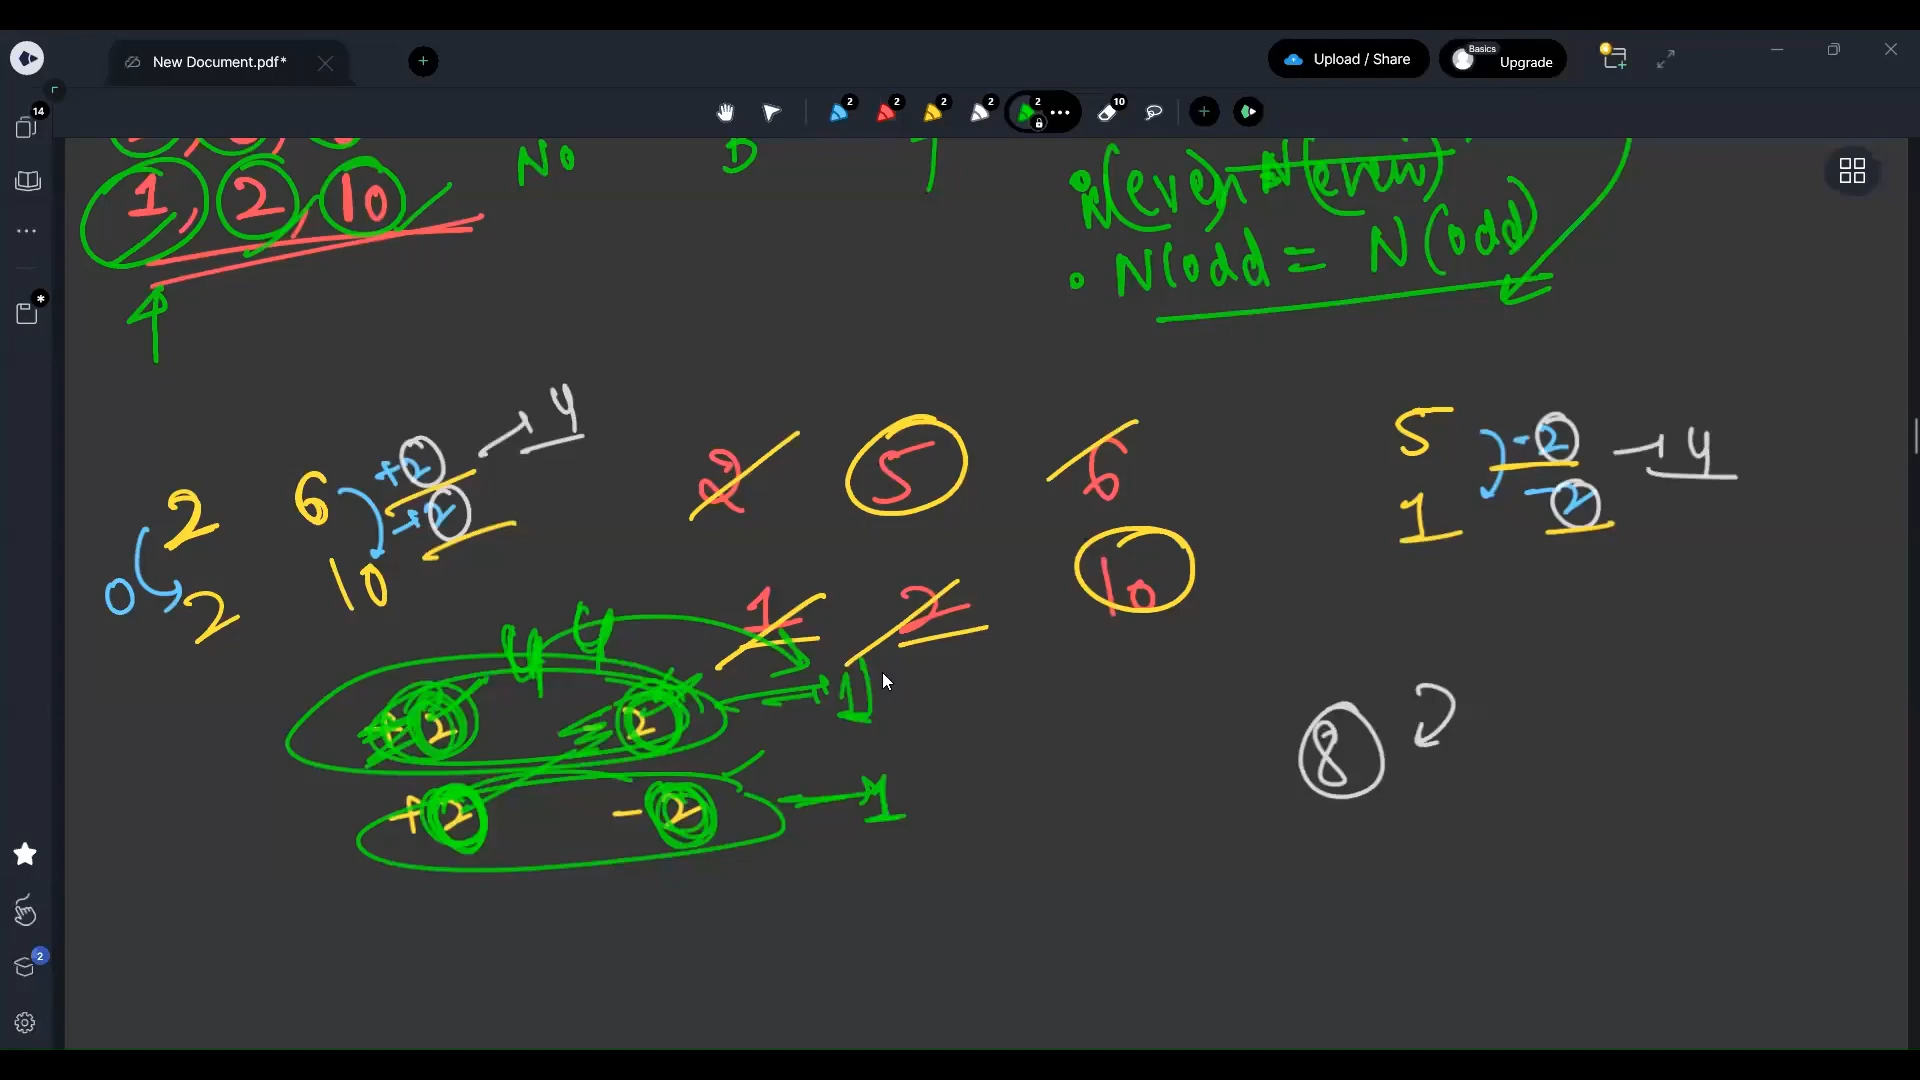 New Document.pdf*
Upload / Share
Basics
Upgrade
14
2 2 2 2 2 10
1, 2, 10
No D
N(even) N(even)
N(odd = N(odd)
+2 → 4
→ 2
2 6
0 2 10
2 5 6
1 2 10
5 -2 → 4
1 -2
4 4
+2 2 → 1
+2 -2 → 1
8
2